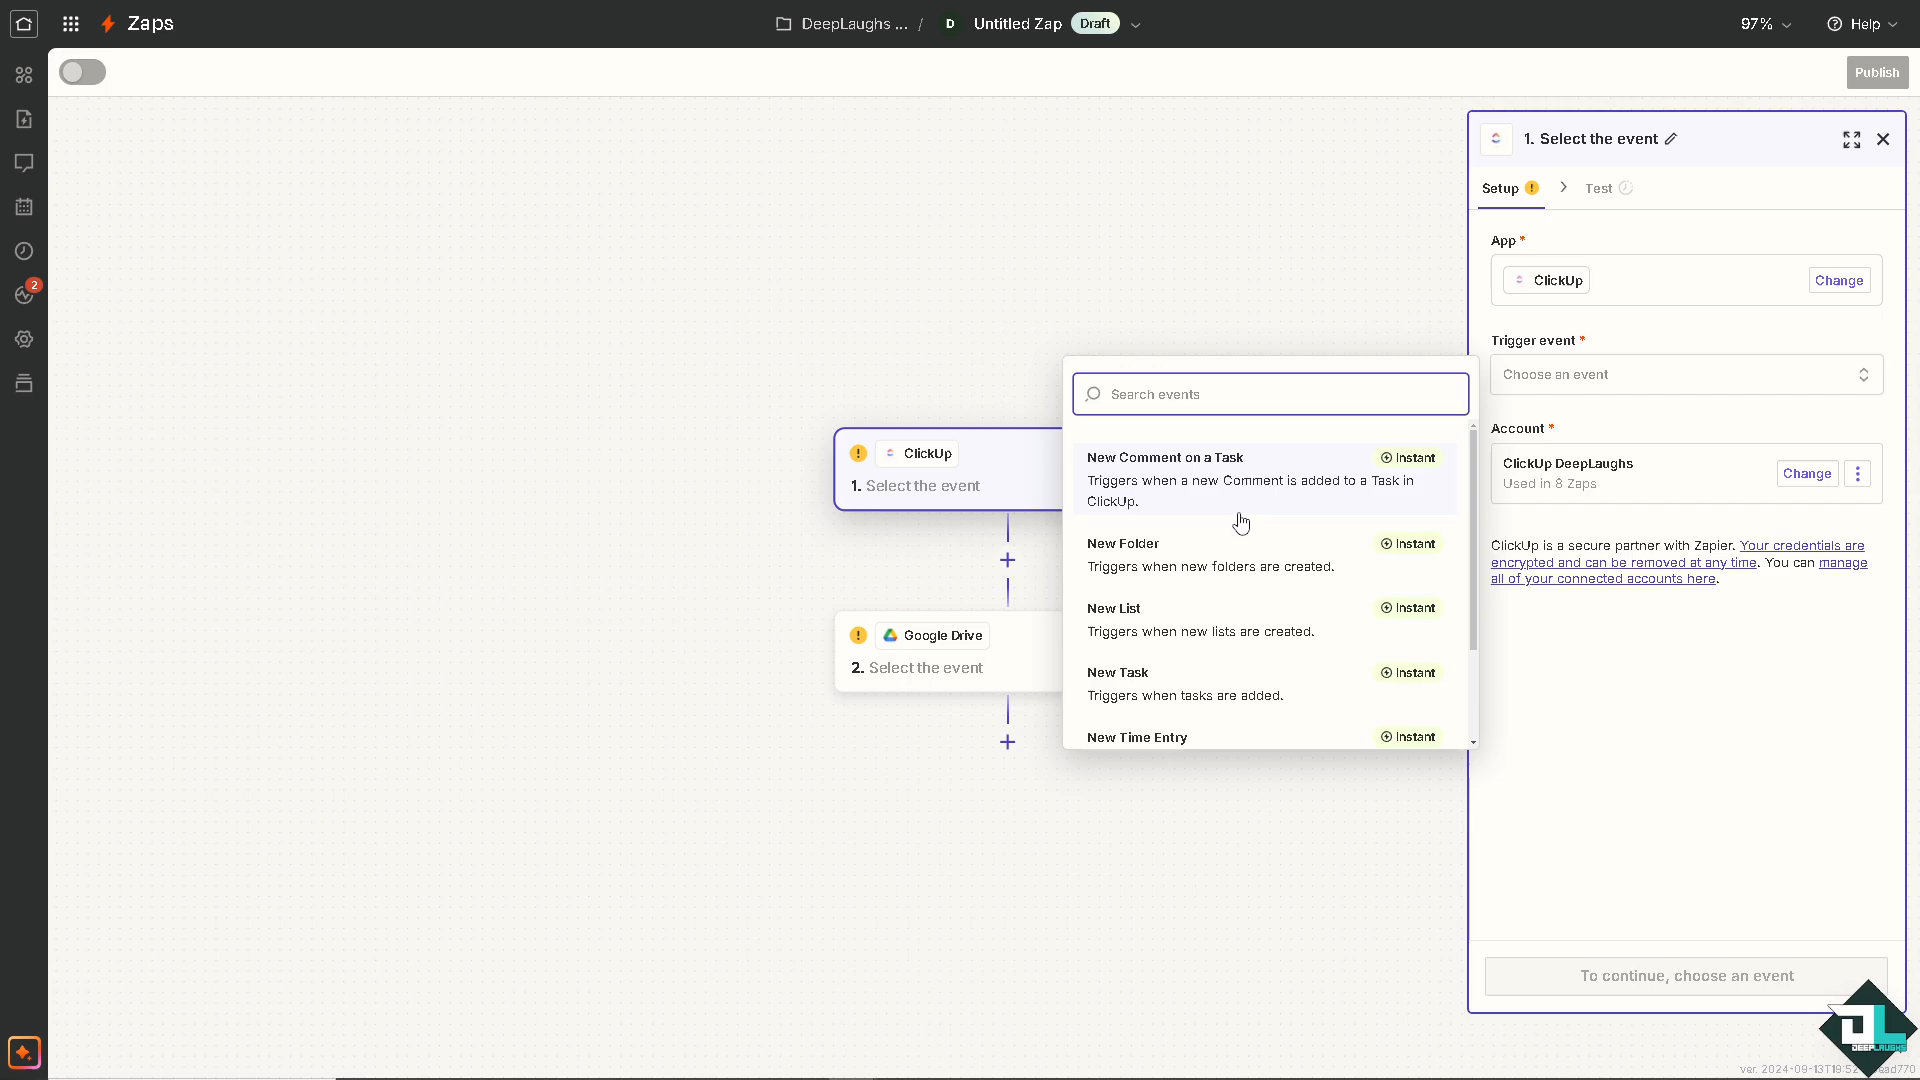 Zaps
DeepLaughs ... / D Untitled Zap Draft
97%
Help
Publish
2
1. Select the event
Setup
Test
App *
ClickUp
Change
Trigger event *
Choose an event
Account *
ClickUp DeepLaughs
Used in 8 Zaps
Change
ClickUp is a secure partner with Zapier. Your credentials are
encrypted and can be removed at any time. You can manage
all of your connected accounts here.
To continue, choose an event
ClickUp
1. Select the event
Google Drive
2. Select the event
Search events
New Comment on a Task
Instant
Triggers when a new Comment is added to a Task in
ClickUp.
New Folder
Instant
Triggers when new folders are created.
New List
Instant
Triggers when new lists are created.
New Task
Instant
Triggers when tasks are added.
New Time Entry
Instant
DEEPLAUGHS